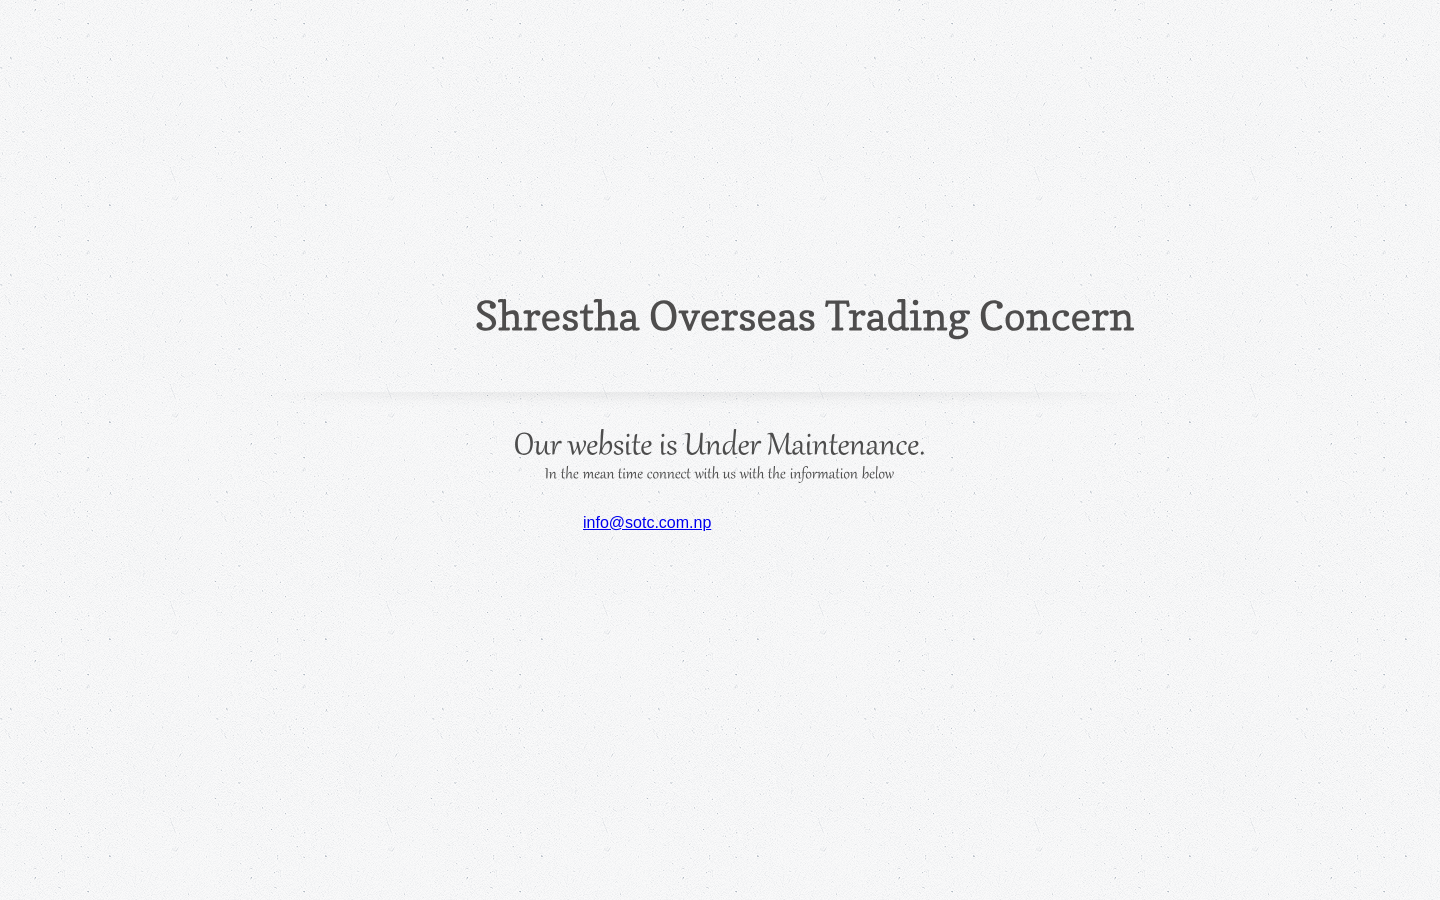 Shrestha Overseas Trading Concern
Our website is Under Maintenance.
In the mean time connect with us with the information below
info@sotc.com.np